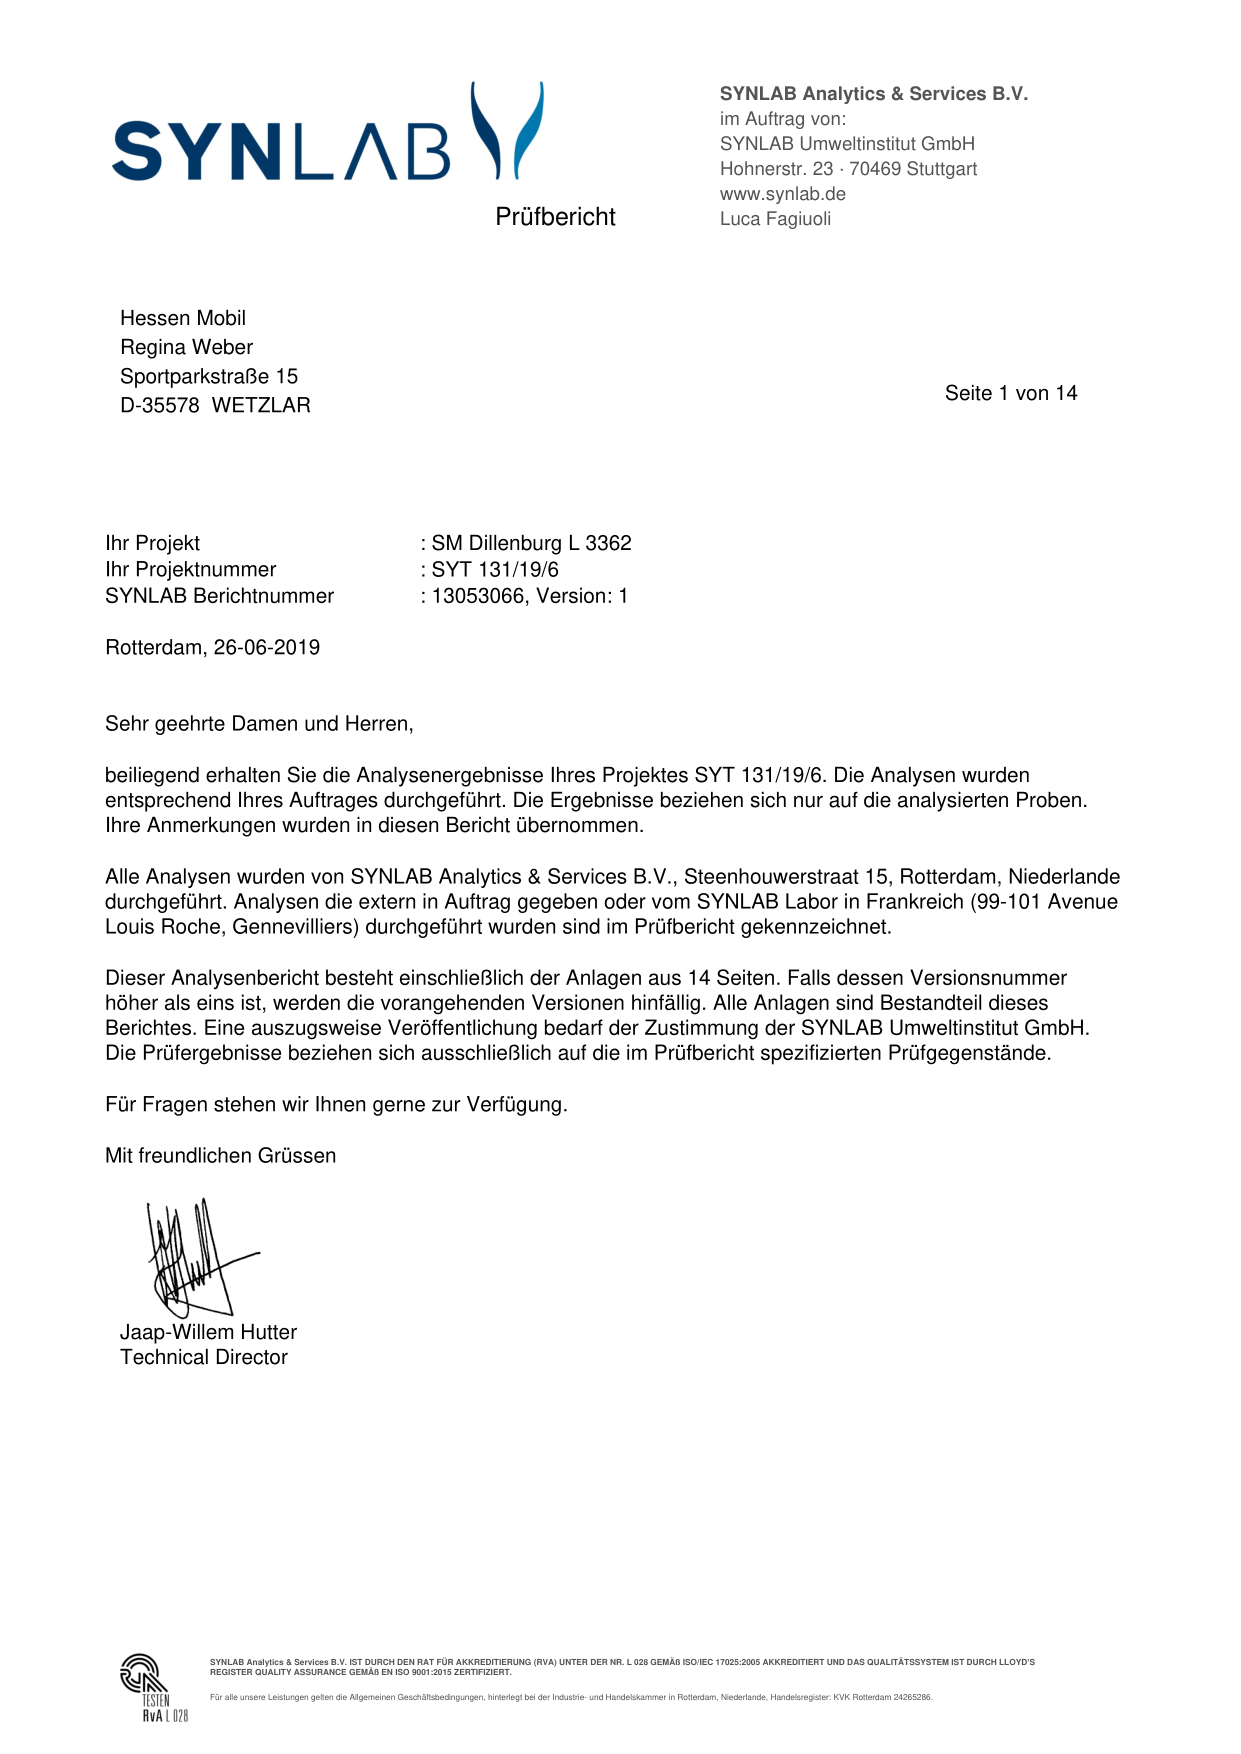 SYNLAB
SYNLAB Analytics & Services B.V.
im Auftrag von:
SYNLAB Umweltinstitut GmbH
Hohnerstr. 23 · 70469 Stuttgart
www.synlab.de
Luca Fagiuoli
Prüfbericht
Hessen Mobil
Regina Weber
Sportparkstraße 15
D-35578 WETZLAR
Seite 1 von 14
Ihr Projekt : SM Dillenburg L 3362
Ihr Projektnummer : SYT 131/19/6
SYNLAB Berichtnummer : 13053066, Version: 1
Rotterdam, 26-06-2019
Sehr geehrte Damen und Herren,
beiliegend erhalten Sie die Analysenergebnisse Ihres Projektes SYT 131/19/6. Die Analysen wurden
entsprechend Ihres Auftrages durchgeführt. Die Ergebnisse beziehen sich nur auf die analysierten Proben.
Ihre Anmerkungen wurden in diesen Bericht übernommen.
Alle Analysen wurden von SYNLAB Analytics & Services B.V., Steenhouwerstraat 15, Rotterdam, Niederlande
durchgeführt. Analysen die extern in Auftrag gegeben oder vom SYNLAB Labor in Frankreich (99-101 Avenue
Louis Roche, Gennevilliers) durchgeführt wurden sind im Prüfbericht gekennzeichnet.
Dieser Analysenbericht besteht einschließlich der Anlagen aus 14 Seiten. Falls dessen Versionsnummer
höher als eins ist, werden die vorangehenden Versionen hinfällig. Alle Anlagen sind Bestandteil dieses
Berichtes. Eine auszugsweise Veröffentlichung bedarf der Zustimmung der SYNLAB Umweltinstitut GmbH.
Die Prüfergebnisse beziehen sich ausschließlich auf die im Prüfbericht spezifizierten Prüfgegenstände.
Für Fragen stehen wir Ihnen gerne zur Verfügung.
Mit freundlichen Grüssen
Jaap-Willem Hutter
Technical Director
SYNLAB Analytics & Services B.V. IST DURCH DEN RAT FÜR AKKREDITIERUNG (RVA) UNTER DER NR. L 028 GEMÄß ISO/IEC 17025:2005 AKKREDITIERT UND DAS QUALITÄTSSYSTEM IST DURCH LLOYD'S
REGISTER QUALITY ASSURANCE GEMÄß EN ISO 9001:2015 ZERTIFIZIERT.
Für alle unsere Leistungen gelten die Allgemeinen Geschäftsbedingungen, hinterlegt bei der Industrie- und Handelskammer in Rotterdam, Niederlande, Handelsregister: KVK Rotterdam 24265286.
TESTEN
RvA L 028